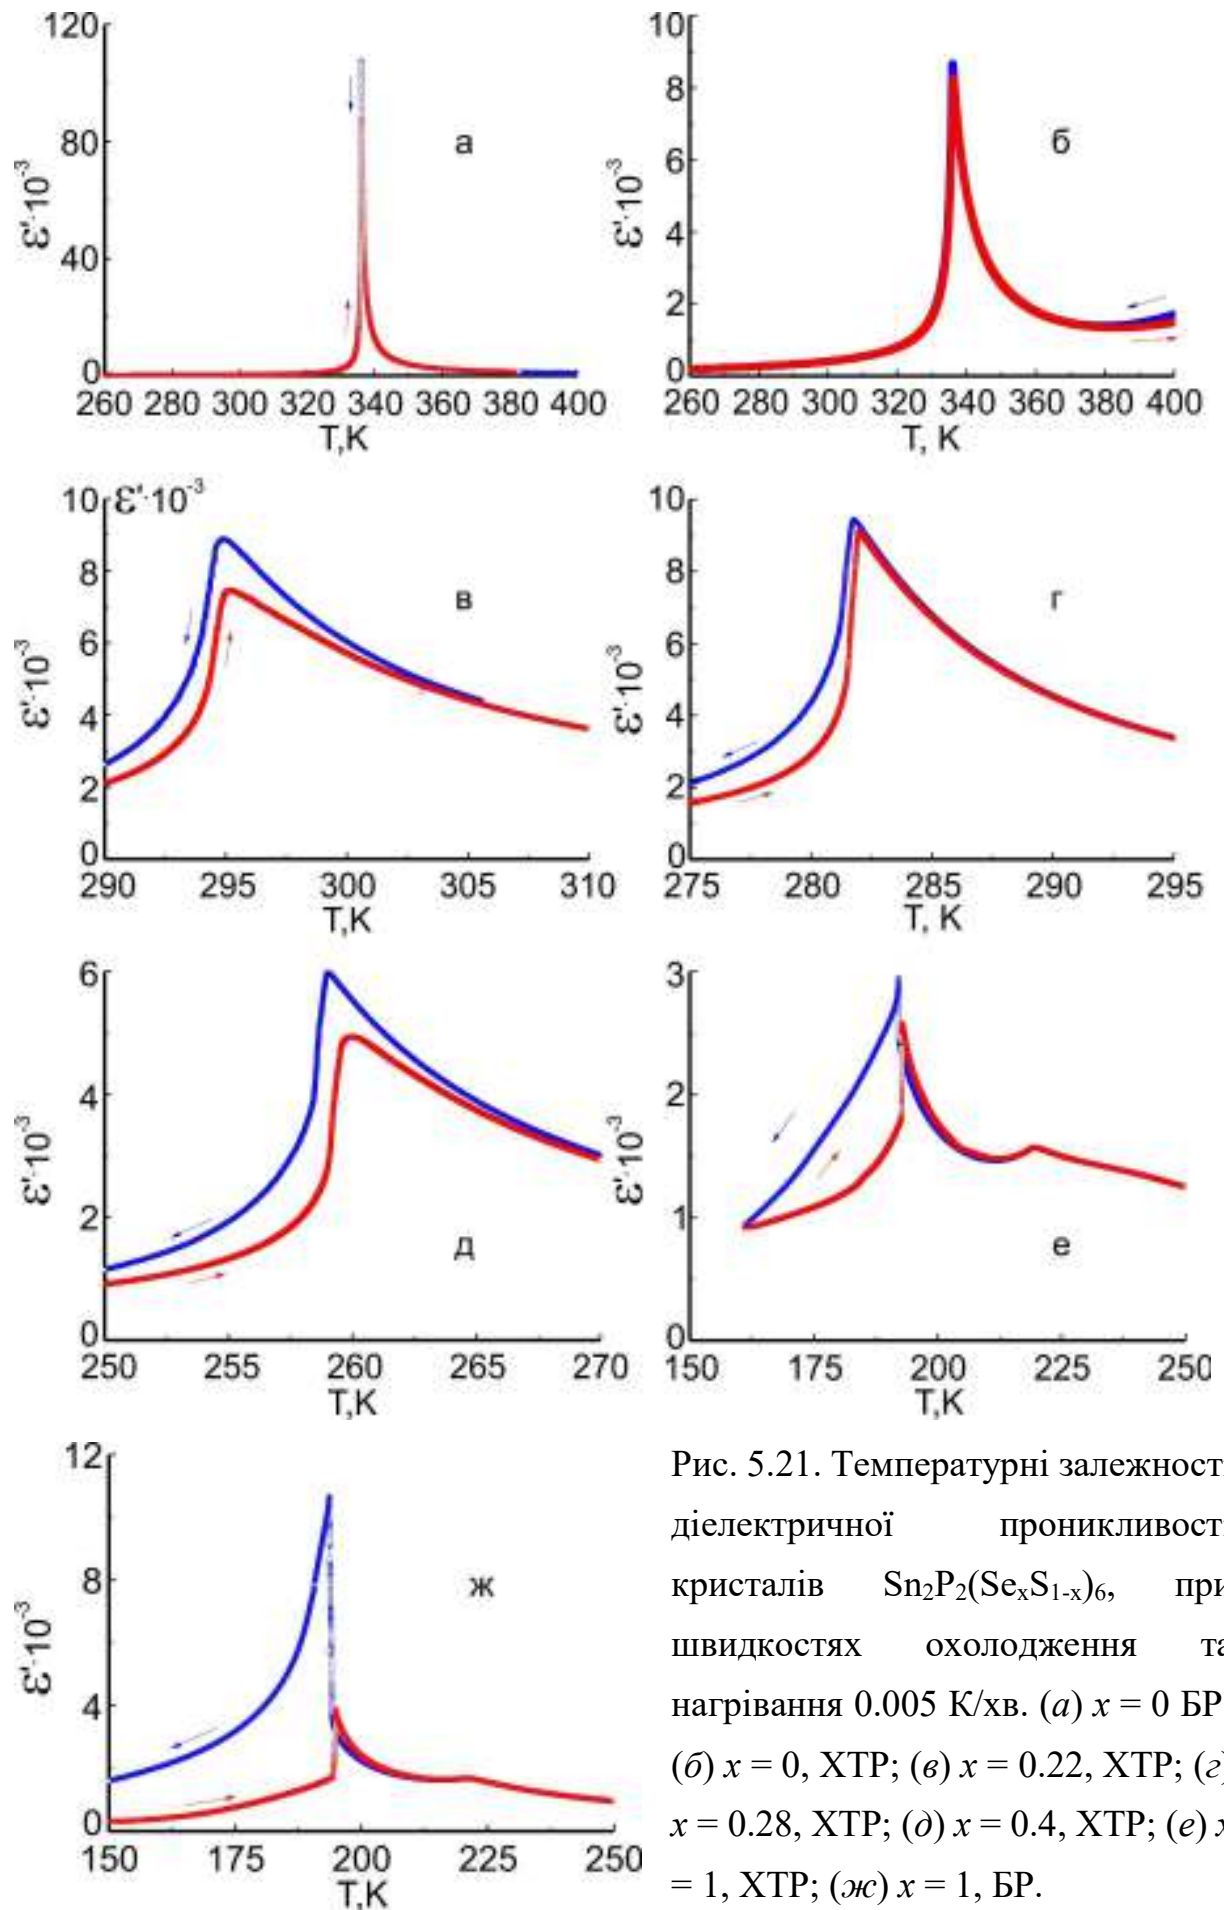 120
80
40
0
ε'·10⁻³
а
260 280 300 320 340 360 380 400
T,K
10
8
6
4
2
0
ε'·10⁻³
б
260 280 300 320 340 360 380 400
T, K
10 ε'·10⁻³
8
6
4
2
0
ε'·10⁻³
в
290 295 300 305 310
T,K
10
8
6
4
2
0
ε'·10⁻³
г
275 280 285 290 295
T, K
6
4
2
0
ε'·10⁻³
д
250 255 260 265 270
T,K
3
2
1
0
ε'·10⁻³
е
150 175 200 225 250
T,K
12
8
4
0
ε'·10⁻³
ж
150 175 200 225 250
T,K
Рис. 5.21. Температурні залежност
діелектричної проникливост
кристалів Sn₂P₂(SeₓS₁₋ₓ)₆, при
швидкостях охолодження та
нагрівання 0.005 К/хв. (а) x = 0 БР
(б) x = 0, ХТР; (в) x = 0.22, ХТР; (г)
x = 0.28, ХТР; (д) x = 0.4, ХТР; (е) x
= 1, ХТР; (ж) x = 1, БР.